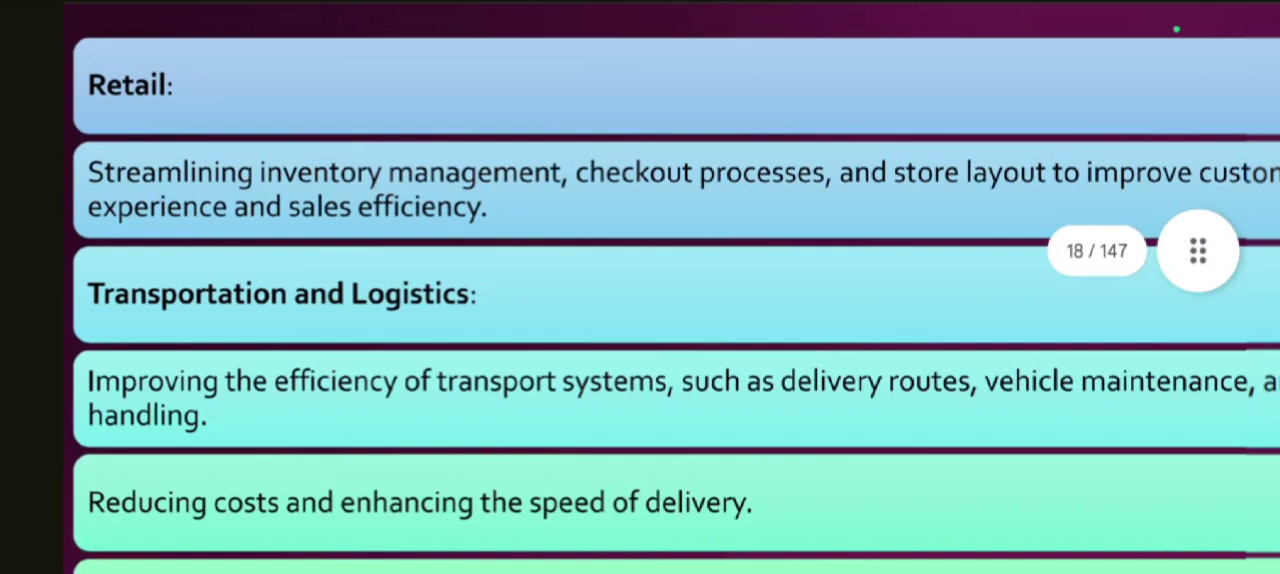 Retail:
Streamlining inventory management, checkout processes, and store layout to improve
experience and sales efficiency.
18 / 147
Transportation and Logistics:
Improving the efficiency of transport systems, such as delivery routes, vehicle maintenance,
handling.
Reducing costs and enhancing the speed of delivery.